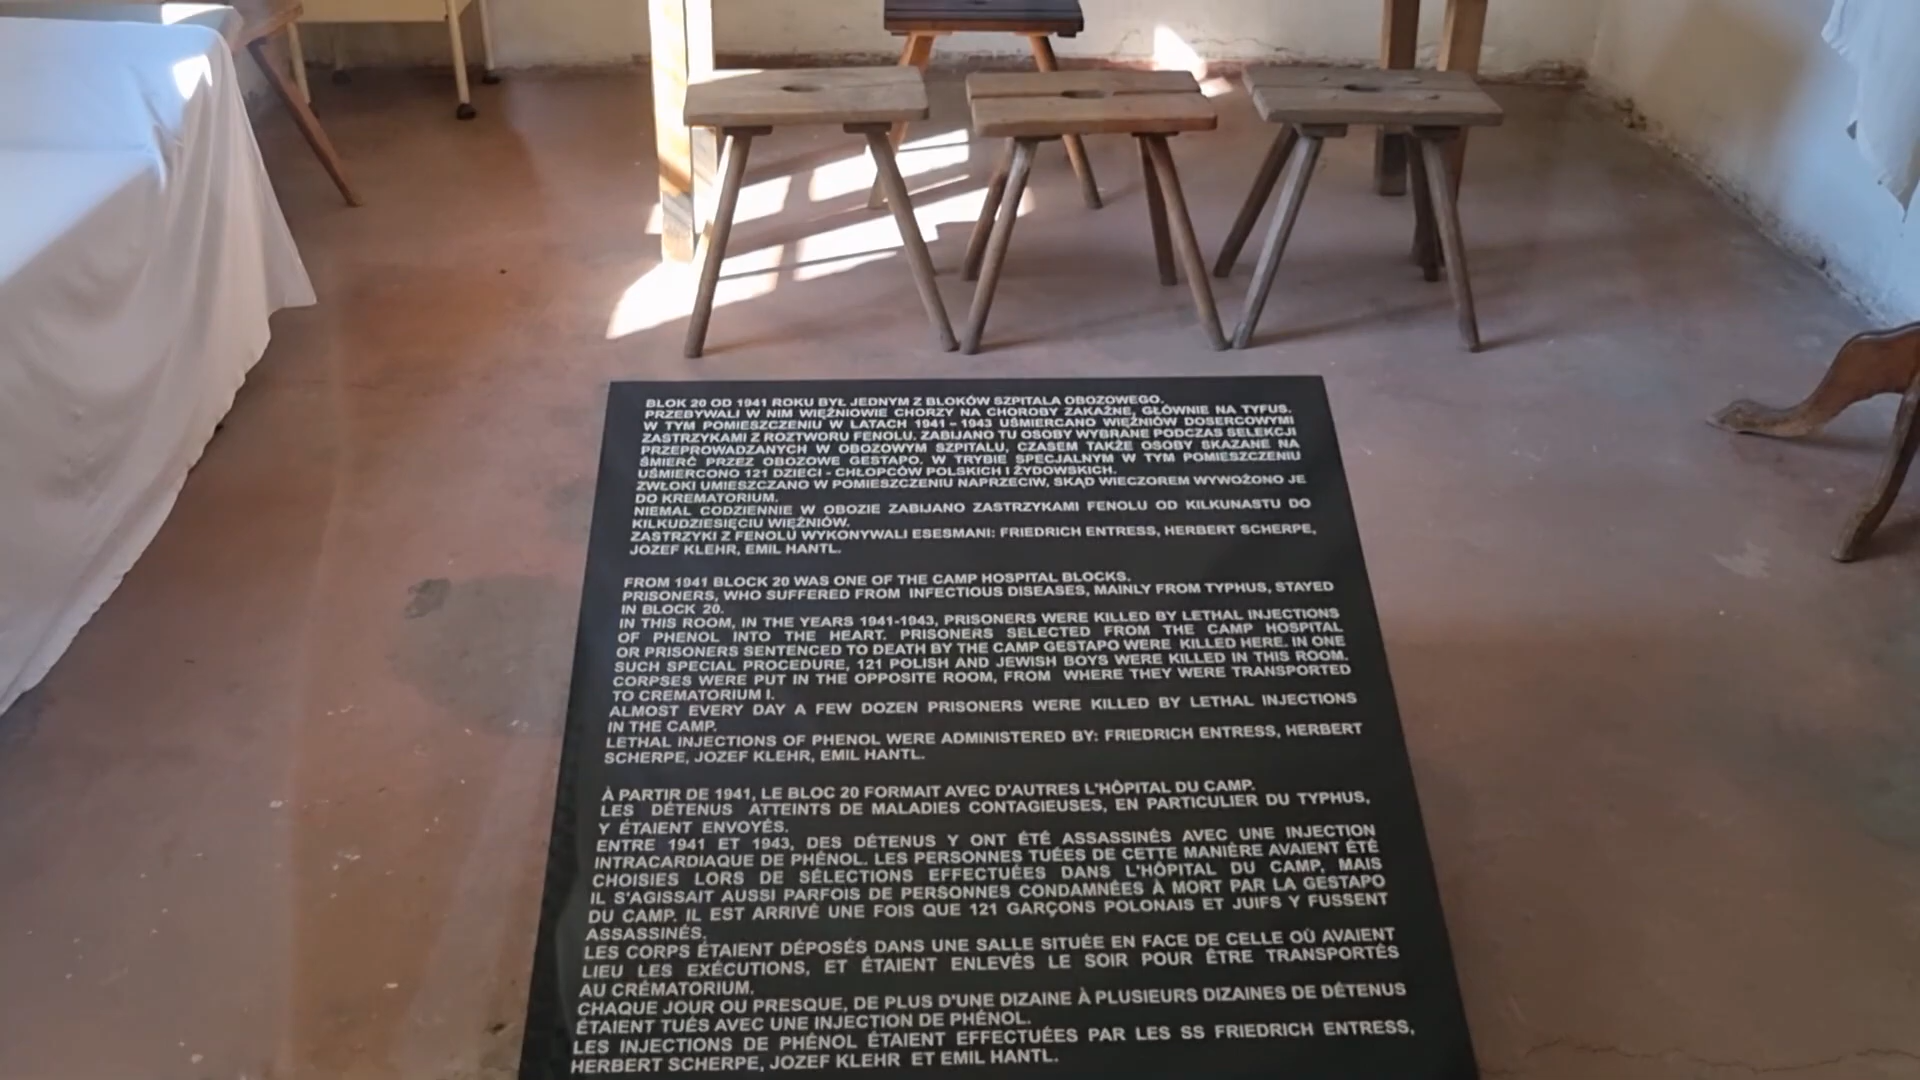 BLOK 20 OD 1941 ROKU BYŁ JEDNYM Z BLOKÓW SZPITALA OBOZOWEGO.
PRZEBYWALI W NIM WIĘŹNIOWIE CHORZY NA CHOROBY ZAKAŹNE, GŁÓWNIE NA TYFUS.
W TYM POMIESZCZENIU W LATACH 1941 - 1943 UŚMIERCANO WIĘŹNIÓW DOSERCOWYMI
ZASTRZYKAMI Z ROZTWORU FENOLU. ZABIJANO TU OSOBY WYBRANE PODCZAS SELEKCJI
PRZEPROWADZANYCH W OBOZOWYM SZPITALU, CZASEM TAKŻE OSOBY SKAZANE NA
ŚMIERĆ PRZEZ OBOZOWE GESTAPO. W TRYBIE SPECJALNYM W TYM POMIESZCZENIU
UŚMIERCONO 121 DZIECI - CHŁOPCÓW POLSKICH I ŻYDOWSKICH.
ZWŁOKI UMIESZCZANO W POMIESZCZENIU NAPRZECIW, SKĄD WIECZOREM WYWOŻONO JE
DO KREMATORIUM.
NIEMAL CODZIENNIE W OBOZIE ZABIJANO ZASTRZYKAMI FENOLU OD KILKUNASTU DO
KILKUDZIESIĘCIU WIĘŹNIÓW.
ZASTRZYKI Z FENOLU WYKONYWALI ESESMANI: FRIEDRICH ENTRESS, HERBERT SCHERPE,
JOZEF KLEHR, EMIL HANTL.
FROM 1941 BLOCK 20 WAS ONE OF THE CAMP HOSPITAL BLOCKS.
PRISONERS, WHO SUFFERED FROM INFECTIOUS DISEASES, MAINLY FROM TYPHUS, STAYED
IN BLOCK 20.
IN THIS ROOM, IN THE YEARS 1941-1943, PRISONERS WERE KILLED BY LETHAL INJECTIONS
OF PHENOL INTO THE HEART. PRISONERS SELECTED FROM THE CAMP HOSPITAL
OR PRISONERS SENTENCED TO DEATH BY THE CAMP GESTAPO WERE KILLED HERE. IN ONE
SUCH SPECIAL PROCEDURE, 121 POLISH AND JEWISH BOYS WERE KILLED IN THIS ROOM.
CORPSES WERE PUT IN THE OPPOSITE ROOM, FROM WHERE THEY WERE TRANSPORTED
TO CREMATORIUM I.
ALMOST EVERY DAY A FEW DOZEN PRISONERS WERE KILLED BY LETHAL INJECTIONS
IN THE CAMP.
LETHAL INJECTIONS OF PHENOL WERE ADMINISTERED BY: FRIEDRICH ENTRESS, HERBERT
SCHERPE, JOZEF KLEHR, EMIL HANTL.
À PARTIR DE 1941, LE BLOC 20 FORMAIT AVEC D'AUTRES L'HÔPITAL DU CAMP.
LES DÉTENUS ATTEINTS DE MALADIES CONTAGIEUSES, EN PARTICULIER DU TYPHUS,
Y ÉTAIENT ENVOYÉS.
ENTRE 1941 ET 1943, DES DÉTENUS Y ONT ÉTÉ ASSASSINÉS AVEC UNE INJECTION
INTRACARDIAQUE DE PHÉNOL. LES PERSONNES TUÉES DE CETTE MANIÈRE AVAIENT ÉTÉ
CHOISIES LORS DE SÉLECTIONS EFFECTUÉES DANS L'HÔPITAL DU CAMP, MAIS
IL S'AGISSAIT AUSSI PARFOIS DE PERSONNES CONDAMNÉES À MORT PAR LA GESTAPO
DU CAMP. IL EST ARRIVÉ UNE FOIS QUE 121 GARÇONS POLONAIS ET JUIFS Y FUSSENT
ASSASSINÉS.
LES CORPS ÉTAIENT DÉPOSÉS DANS UNE SALLE SITUÉE EN FACE DE CELLE OÙ AVAIENT
LIEU LES EXÉCUTIONS, ET ÉTAIENT ENLEVÉS LE SOIR POUR ÊTRE TRANSPORTÉS
AU CRÉMATORIUM.
CHAQUE JOUR OU PRESQUE, DE PLUS D'UNE DIZAINE À PLUSIEURS DIZAINES DE DÉTENUS
ÉTAIENT TUÉS AVEC UNE INJECTION DE PHÉNOL.
LES INJECTIONS DE PHÉNOL ÉTAIENT EFFECTUÉES PAR LES SS FRIEDRICH ENTRESS,
HERBERT SCHERPE, JOZEF KLEHR ET EMIL HANTL.